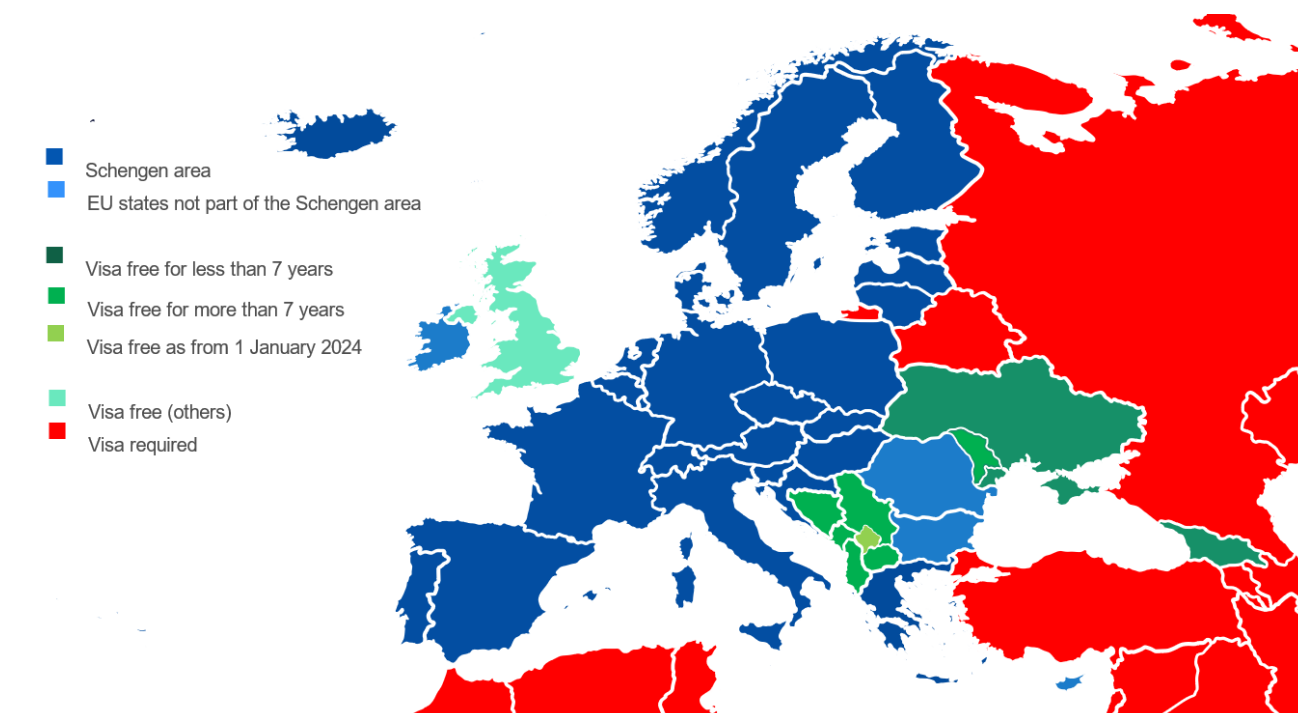 Schengen area
EU states not part of the Schengen area
Visa free for less than 7 years
Visa free for more than 7 years
Visa free as from 1 January 2024
Visa free (others)
Visa required